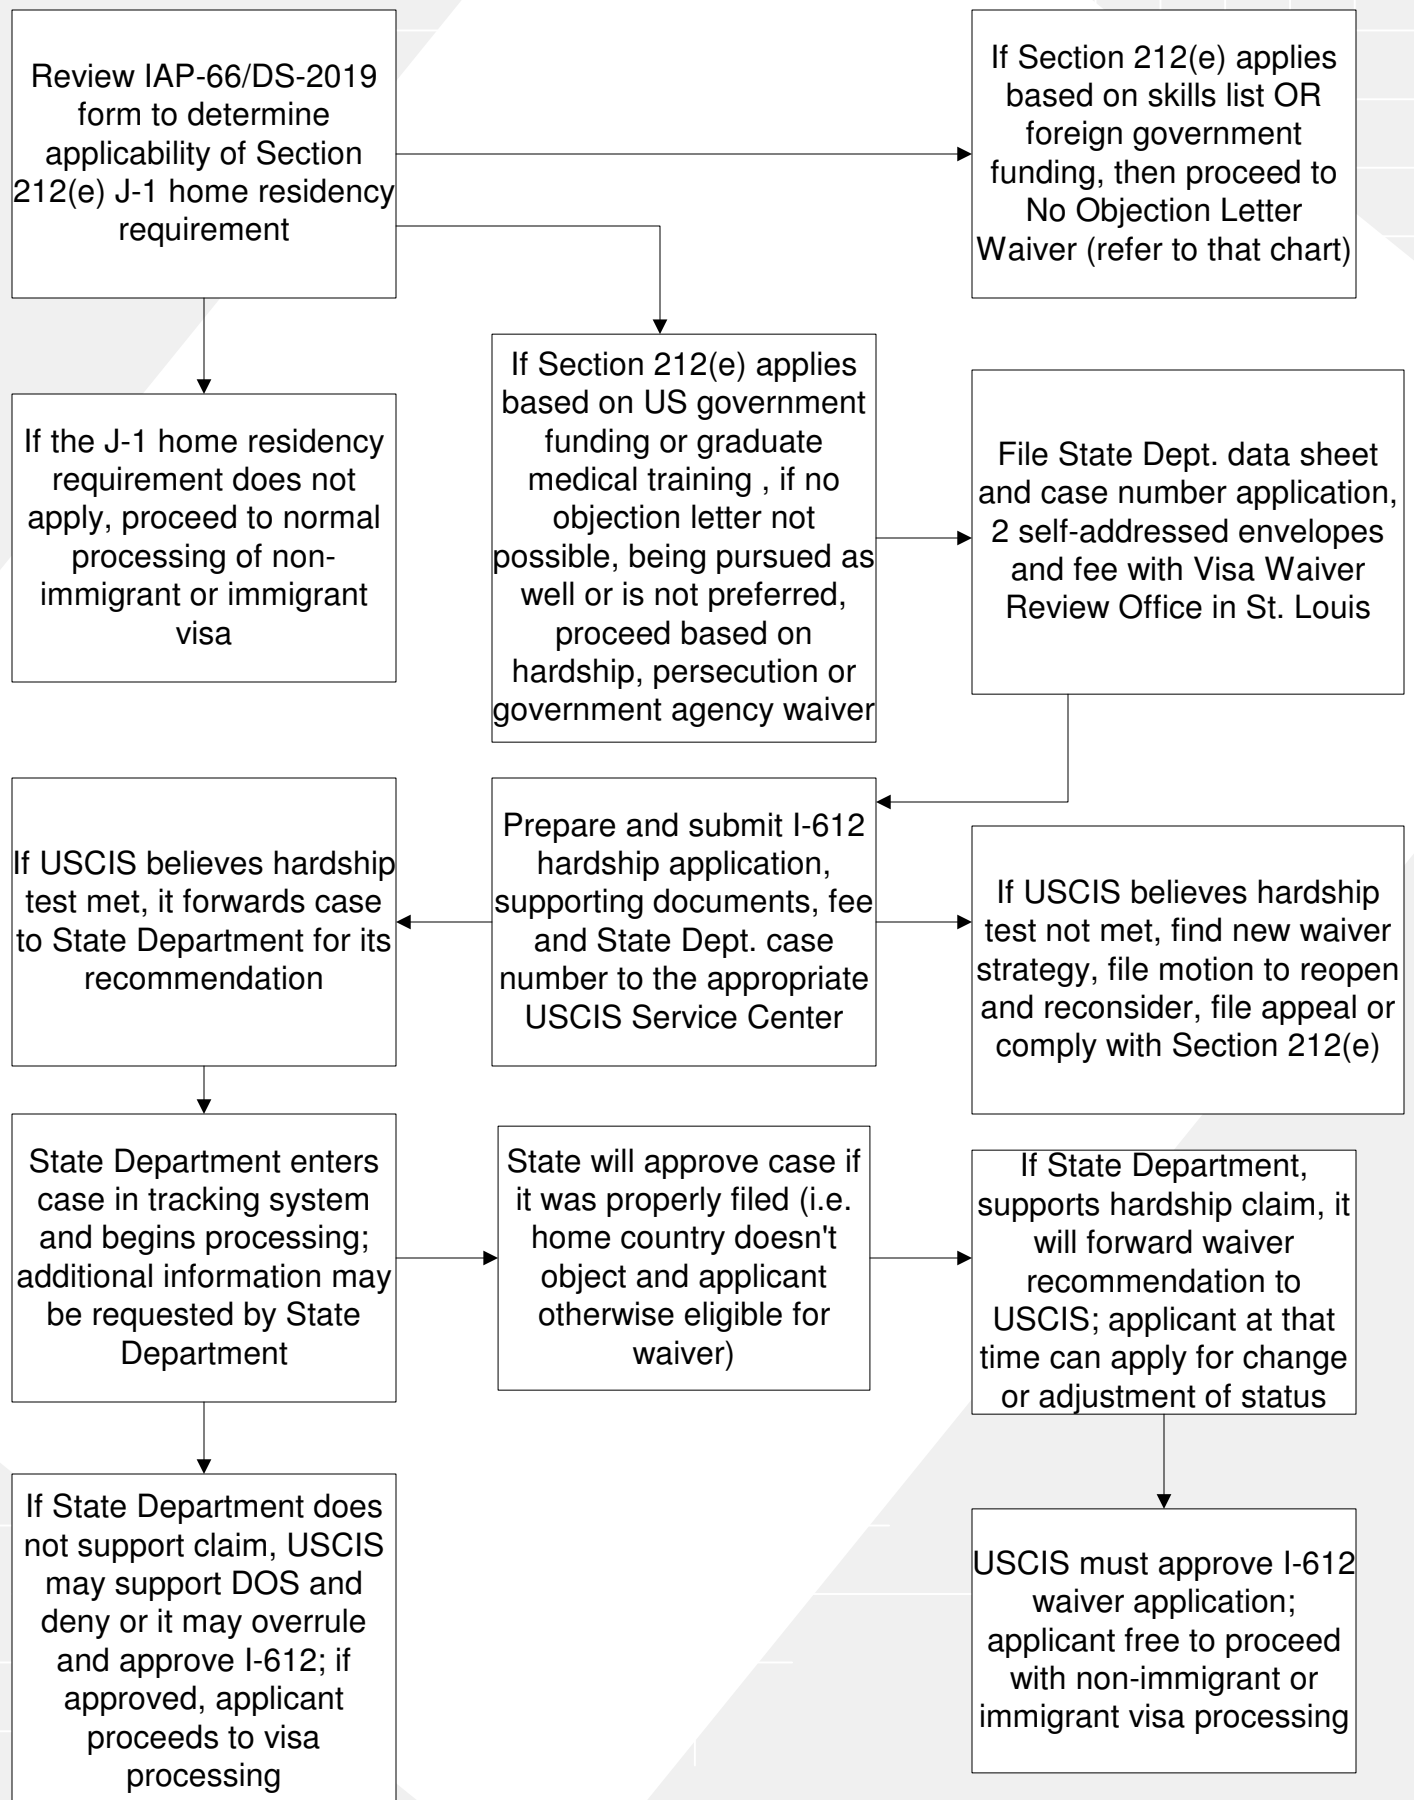 Review IAP-66/DS-2019
form to determine
applicability of Section
212(e) J-1 home residency
requirement
If Section 212(e) applies
based on skills list OR
foreign government
funding, then proceed to
No Objection Letter
Waiver (refer to that chart)
If the J-1 home residency
requirement does not
apply, proceed to normal
processing of non-
immigrant or immigrant
visa
If Section 212(e) applies
based on US government
funding or graduate
medical training , if no
objection letter not
possible, being pursued as
well or is not preferred,
proceed based on
hardship, persecution or
government agency waiver
File State Dept. data sheet
and case number application,
2 self-addressed envelopes
and fee with Visa Waiver
Review Office in St. Louis
If USCIS believes hardship
test met, it forwards case
to State Department for its
recommendation
Prepare and submit I-612
hardship application,
supporting documents, fee
and State Dept. case
number to the appropriate
USCIS Service Center
If USCIS believes hardship
test not met, find new waiver
strategy, file motion to reopen
and reconsider, file appeal or
comply with Section 212(e)
State Department enters
case in tracking system
and begins processing;
additional information may
be requested by State
Department
State will approve case if
it was properly filed (i.e.
home country doesn't
object and applicant
otherwise eligible for
waiver)
If State Department,
supports hardship claim, it
will forward waiver
recommendation to
USCIS; applicant at that
time can apply for change
or adjustment of status
If State Department does
not support claim, USCIS
may support DOS and
deny or it may overrule
and approve I-612; if
approved, applicant
proceeds to visa
processing
USCIS must approve I-612
waiver application;
applicant free to proceed
with non-immigrant or
immigrant visa processing